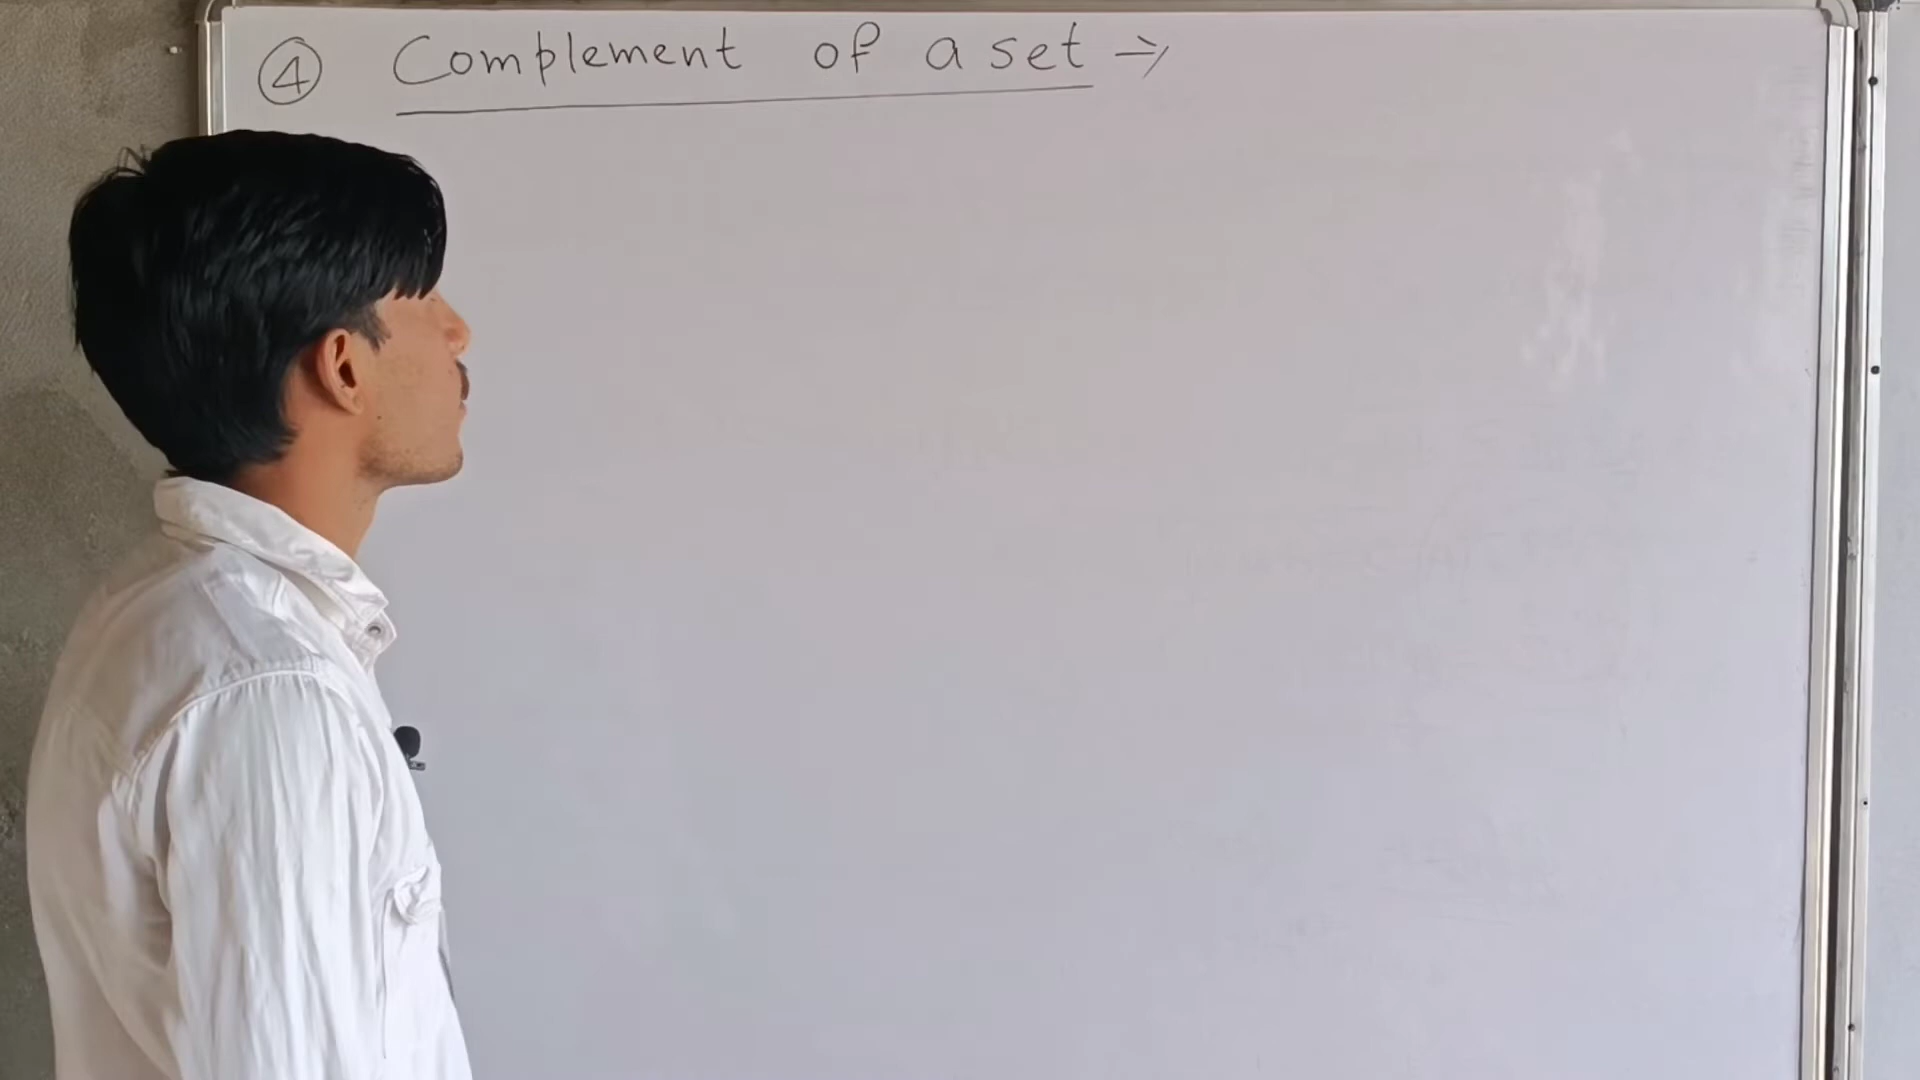 ④ Complement of a set ⇒